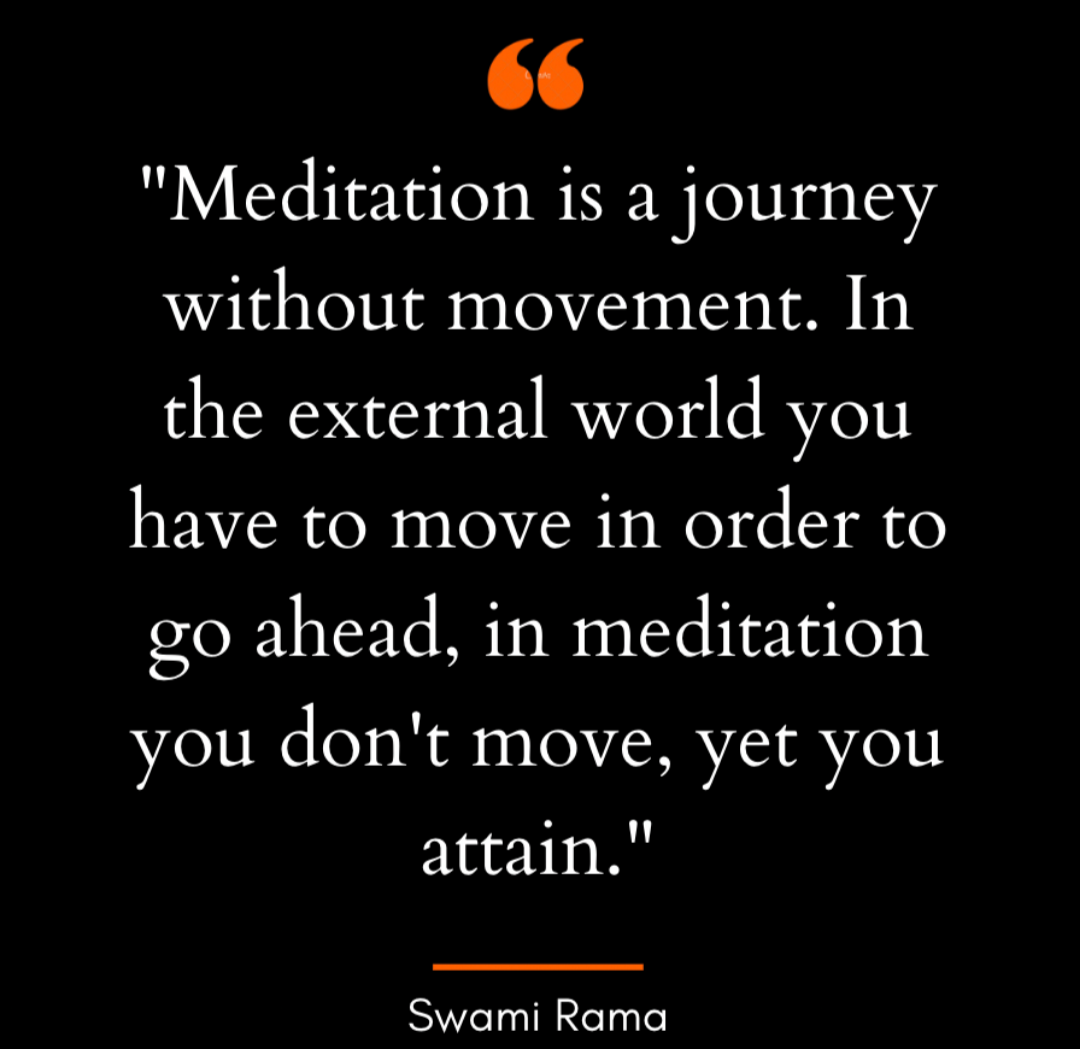 "Meditation is a journey
without movement. In
the external world you
have to move in order to
go ahead, in meditation
you don't move, yet you
attain."
Swami Rama